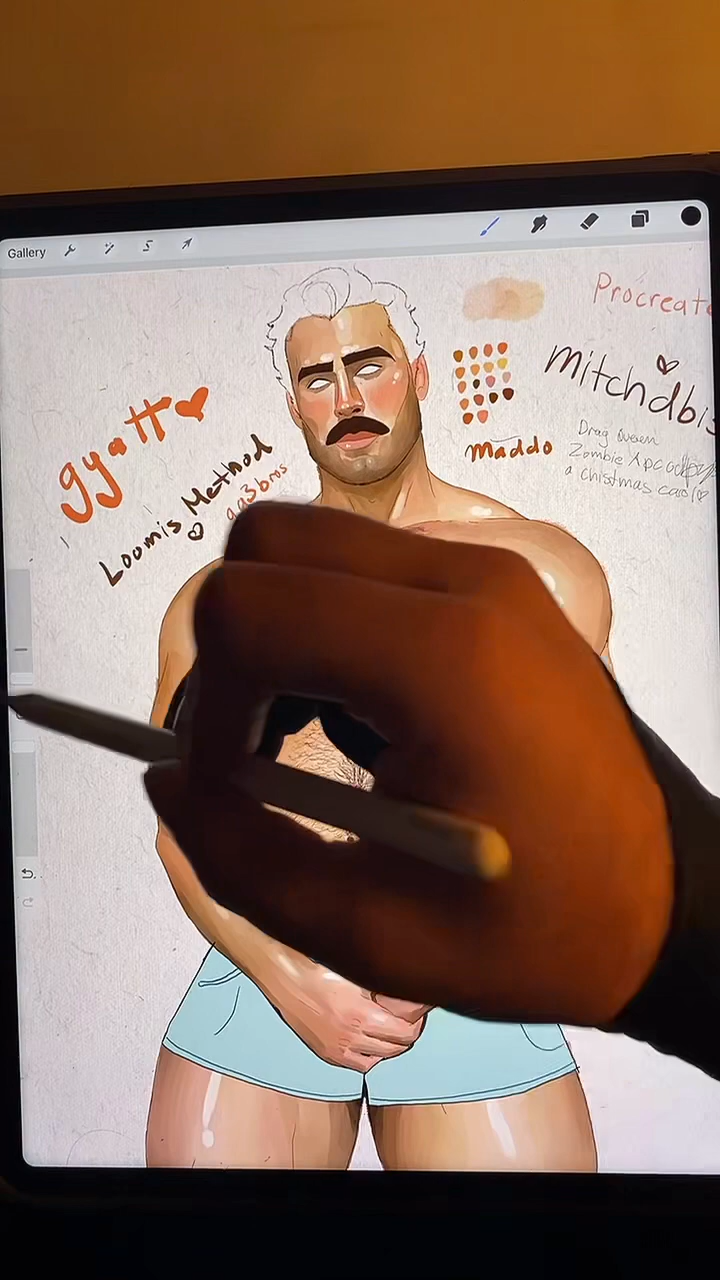 Gallery
Procreate
mitchdbis
gyatt
Drag Queen
Zombie
a christmas carol
Maddo
Loomis Method